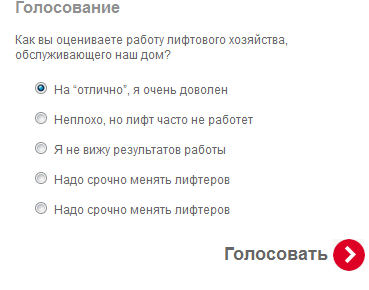 Голосование
Как вы оцениваете работу лифтового хозяйства,
обслуживающего наш дом?
На “отлично”, я очень доволен
Неплохо, но лифт часто не работет
Я не вижу результатов работы
Надо срочно менять лифтеров
Надо срочно менять лифтеров
Голосовать